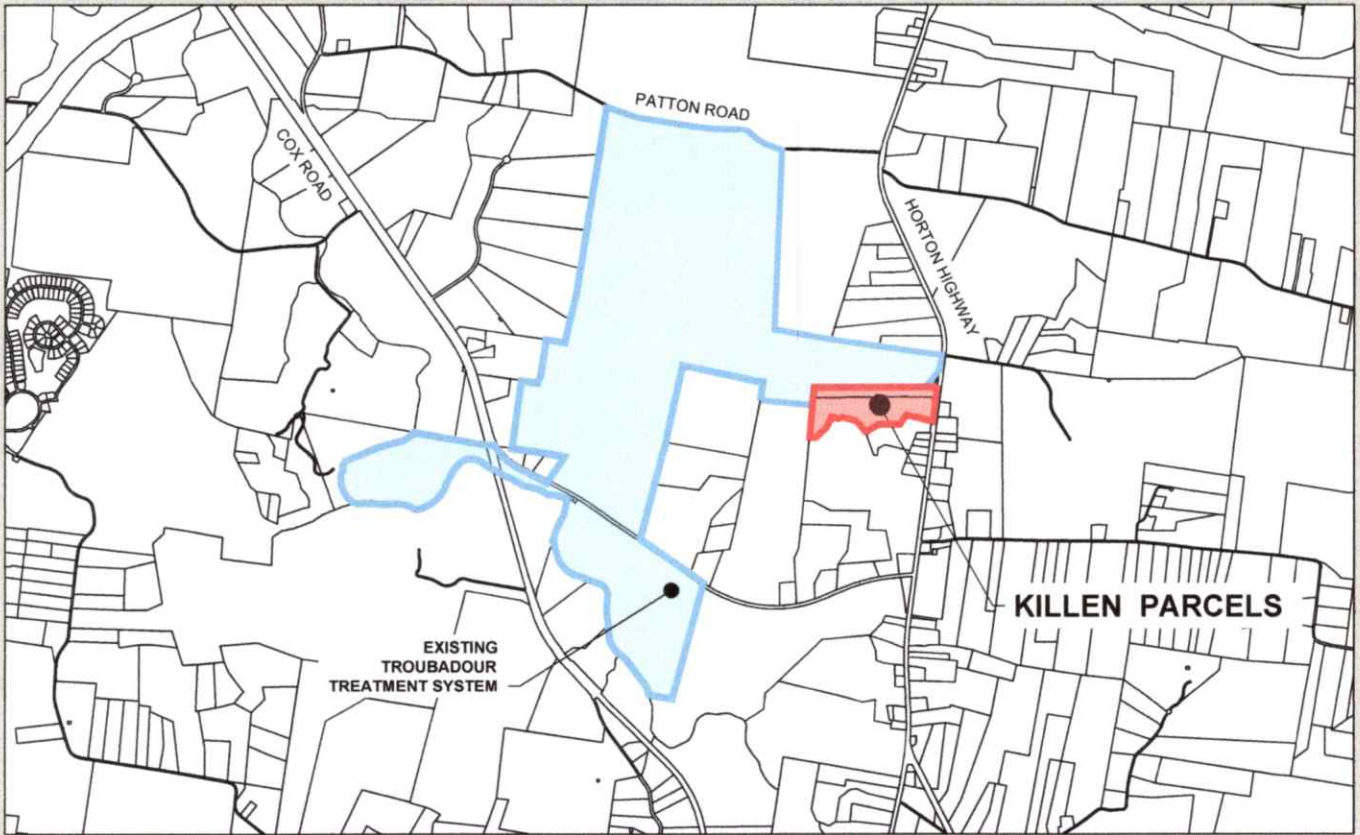 PATTON ROAD
COX ROAD
HORTON HIGHWAY
KILLEN PARCELS
EXISTING
TROUBADOUR
TREATMENT SYSTEM